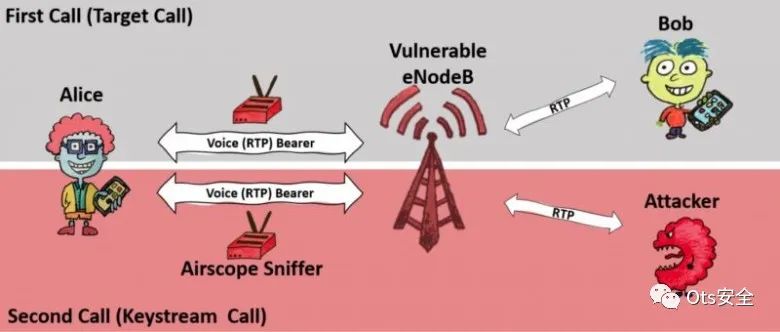 First Call (Target Call)
Bob
Vulnerable
eNodeB
Alice
RTP
Voice (RTP) Bearer
Voice (RTP) Bearer
RTP
Attacker
Airscope Sniffer
Ots安全
Second Call (Keystream Call)